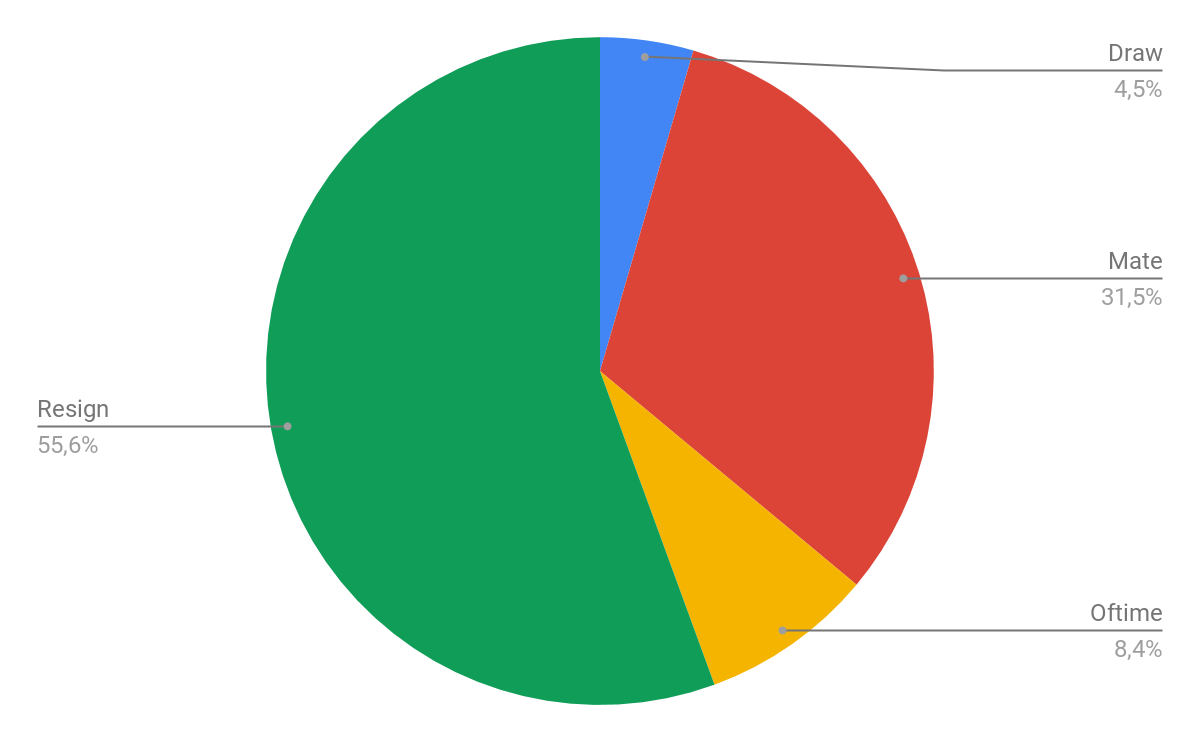 Draw
4,5%
Mate
31,5%
Resign
55,6%
Oftime
8,4%